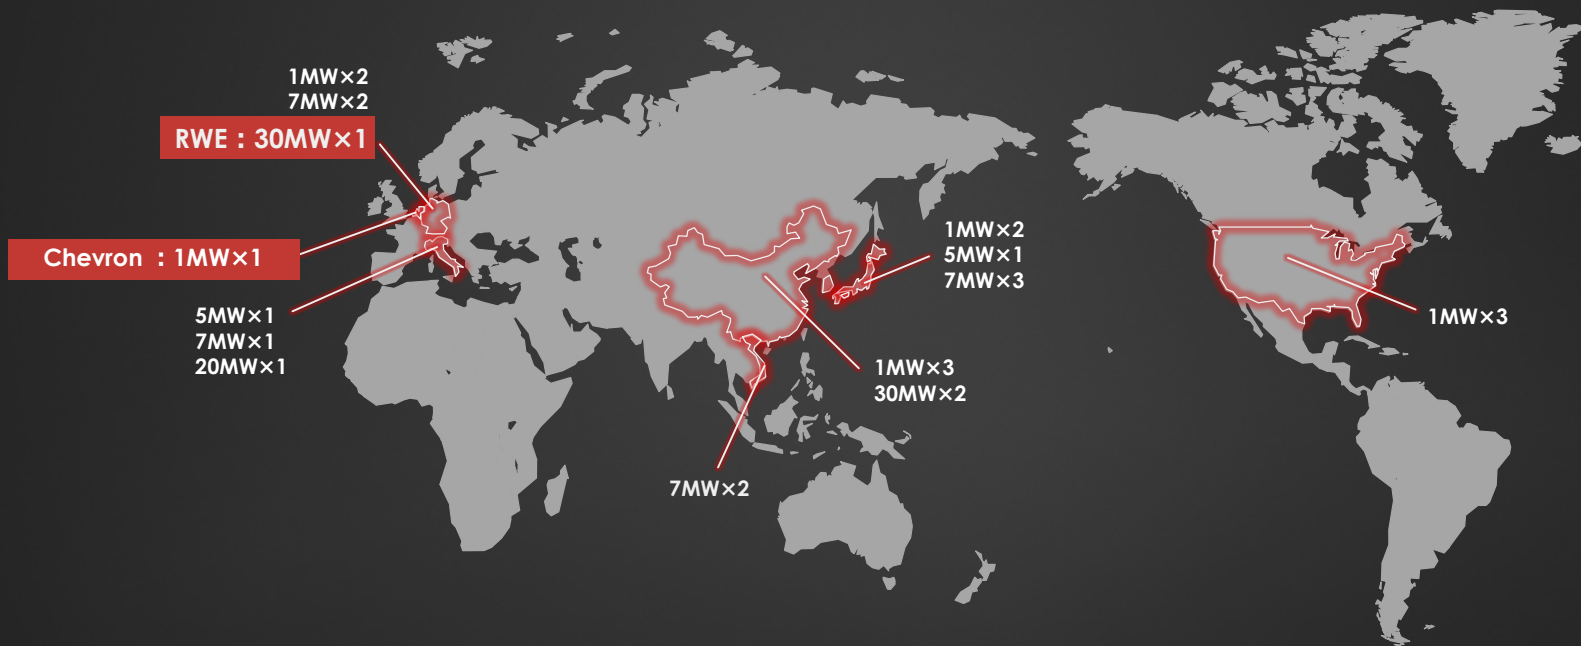 1MW×2
7MW×2
RWE：30MW×1
Chevron ：1MW×1
5MW×1
7MW×1
20MW×1
1MW×2
5MW×1
7MW×3
1MW×3
30MW×2
7MW×2
1MW×3